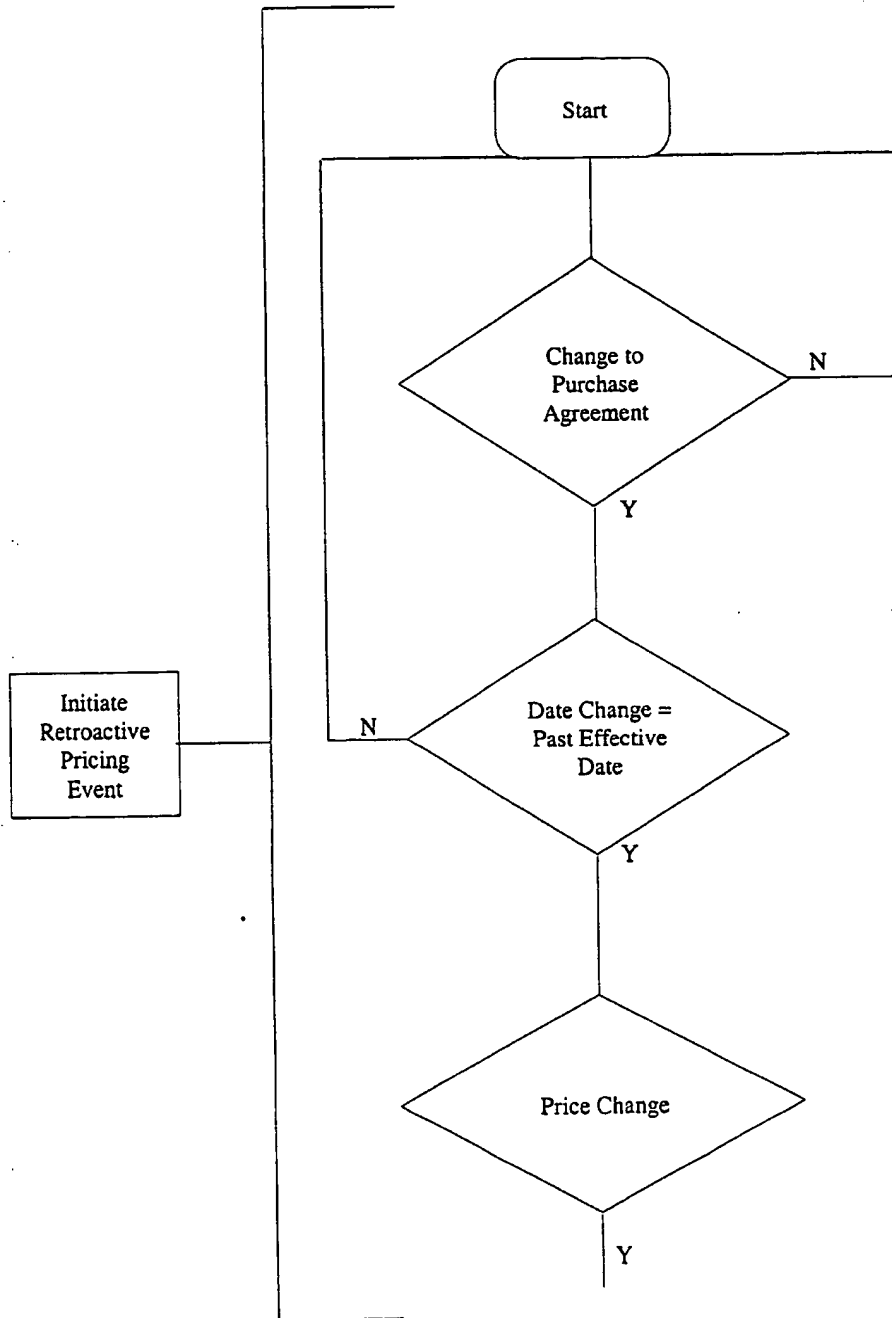 Start
Change to
Purchase
Agreement
N
Y
Initiate
Retroactive
Pricing
Event
N
Date Change =
Past Effective
Date
Y
Price Change
Y